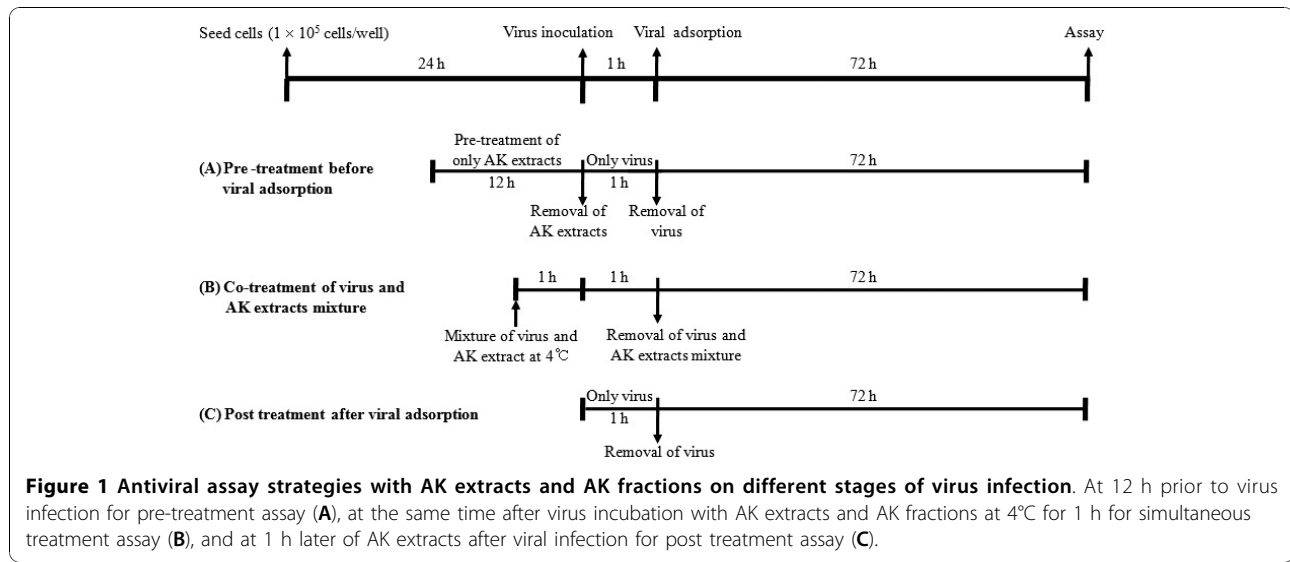 Seed cells (1 × 10⁵ cells/well)
Virus inoculation
Viral adsorption
Assay
24 h
1 h
72 h
(A) Pre-treatment before
viral adsorption
Pre-treatment of
only AK extracts
12 h
Only virus
1 h
72 h
Removal of
AK extracts
Removal of
virus
(B) Co-treatment of virus and
AK extracts mixture
1 h
1 h
72 h
Mixture of virus and
AK extract at 4℃
Removal of virus and
AK extracts mixture
(C) Post treatment after viral adsorption
Only virus
1 h
72 h
Removal of virus
Figure 1 Antiviral assay strategies with AK extracts and AK fractions on different stages of virus infection. At 12 h prior to virus
infection for pre-treatment assay (A), at the same time after virus incubation with AK extracts and AK fractions at 4°C for 1 h for simultaneous
treatment assay (B), and at 1 h later of AK extracts after viral infection for post treatment assay (C).